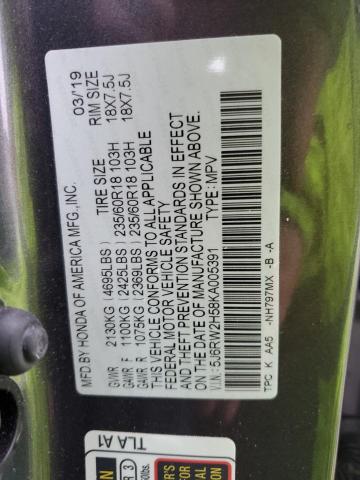 MFD.BY HONDA OF AMERICA MFG.,INC. 03/'19
TIRE SIZE RIM SIZE
GVWR 2130KG(4695LBS)
GAWR F 1100KG(2425LBS) 235/60R18 103H 18X7.5J
GAWR R 1075KG(2369LBS) 235/60R18 103H 18X7.5J
THIS VEHICLE CONFORMS TO ALL APPLICABLE
FEDERAL MOTOR VEHICLE SAFETY STANDARDS IN EFFECT
AND THEFT PREVENTION STANDARDS IN EFFECT
ON THE DATE OF MANUFACTURE SHOWN ABOVE.
V.I.N.: 5J6RW2H58KA005391 TYPE: MPV
TPC K AA5 -NH797MX -B -A
TLA A1